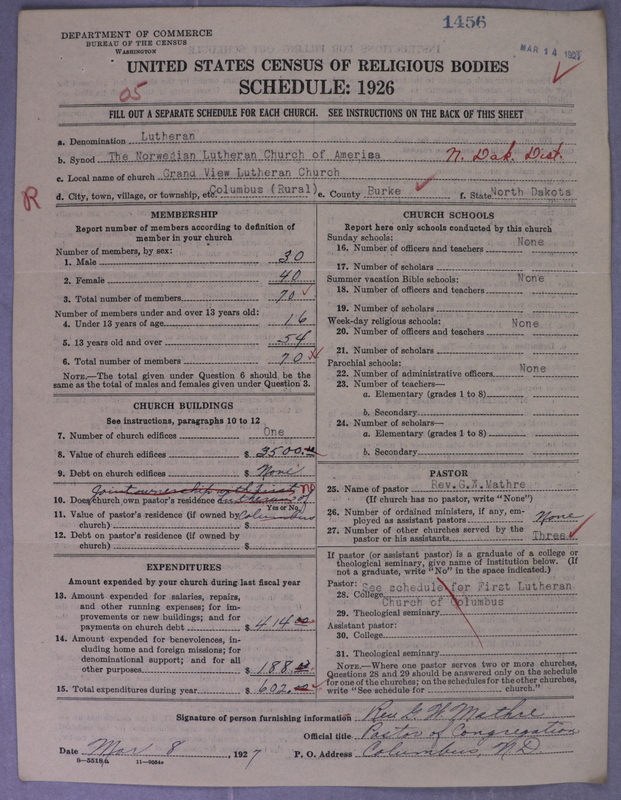 1456
DEPARTMENT OF COMMERCE
BUREAU OF THE CENSUS
WASHINGTON
MAR 14 1927
UNITED STATES CENSUS OF RELIGIOUS BODIES
SCHEDULE: 1926
05
FILL OUT A SEPARATE SCHEDULE FOR EACH CHURCH. SEE INSTRUCTIONS ON THE BACK OF THIS SHEET
a. Denomination Lutheran
b. Synod The Norwegian Lutheran Church of America N. Dak. Dist.
c. Local name of church Grand View Lutheran Church
R d. City, town, village, or township, etc. Columbus (Rural) e. County Burke f. State North Dakota
MEMBERSHIP
Report number of members according to definition of
member in your church
Number of members, by sex:
1. Male 30
2. Female 40
3. Total number of members 70
Number of members under and over 13 years old:
4. Under 13 years of age 16
5. 13 years old and over 54
6. Total number of members 70
NOTE.—The total given under Question 6 should be the
same as the total of males and females given under Question 3.
CHURCH BUILDINGS
See instructions, paragraphs 10 to 12
7. Number of church edifices One
8. Value of church edifices $ 3500.00
9. Debt on church edifices $ None
Joint ownership with First no
10. Does church own pastor's residence Lutheran of
Yes or No
11. Value of pastor's residence (if owned by Columbus
church) $
12. Debt on pastor's residence (if owned by
church) $
EXPENDITURES
Amount expended by your church during last fiscal year
13. Amount expended for salaries, repairs,
and other running expenses; for im-
provements or new buildings; and for
payments on church debt $ 414.00
14. Amount expended for benevolences, in-
cluding home and foreign missions; for
denominational support; and for all
other purposes $ 188.00
15. Total expenditures during year $ 602.00
CHURCH SCHOOLS
Report here only schools conducted by this church
Sunday schools:
16. Number of officers and teachers None
17. Number of scholars
Summer vacation Bible schools:
18. Number of officers and teachers None
19. Number of scholars
Week-day religious schools:
20. Number of officers and teachers None
21. Number of scholars
Parochial schools:
22. Number of administrative officers None
23. Number of teachers—
a. Elementary (grades 1 to 8)
b. Secondary
24. Number of scholars—
a. Elementary (grades 1 to 8)
b. Secondary
PASTOR
25. Name of pastor Rev.G.W.Mathre
(If church has no pastor, write "None")
26. Number of ordained ministers, if any, em-
ployed as assistant pastors None
27. Number of other churches served by the
pastor or his assistants Three
If pastor (or assistant pastor) is a graduate of a college or
theological seminary, give name of institution below. (If
not a graduate, write "No" in the space indicated.)
Pastor:
28. College See schedule for First Lutheran
Church of Columbus
29. Theological seminary
Assistant pastor:
30. College
31. Theological seminary
NOTE.—Where one pastor serves two or more churches,
Questions 28 and 29 should be answered only on the schedule
for one of the churches; on the schedules for the other churches,
write "See schedule for church."
Signature of person furnishing information Rev G. W. Mathre
Official title Pastor of Congregation
Date Mar 8, 1927 P. O. Address Columbus, N.D.